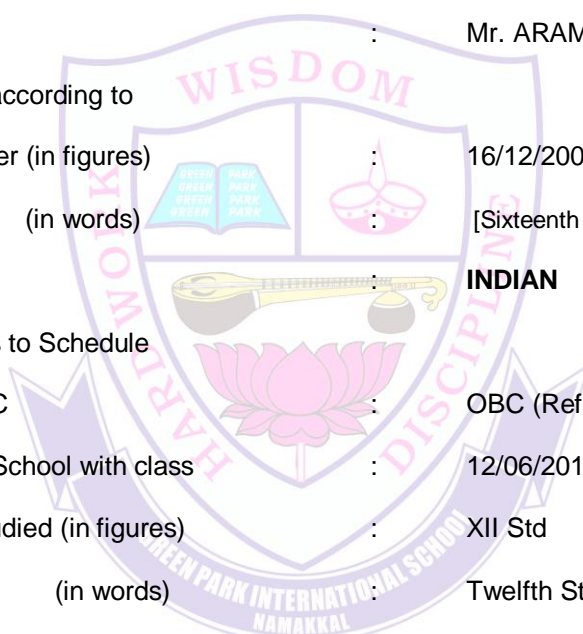 : Mr. ARAM
according to
er (in figures) : 16/12/200
(in words) : [Sixteenth
: INDIAN
s to Schedule
C : OBC (Ref
School with class : 12/06/201
udied (in figures) : XII Std
(in words) : Twelfth St
WISDOM
HARDWORK
DISCIPLINE
GREEN PARK
GREEN PARK
GREEN PARK
GREEN PARK
GREEN PARK INTERNATIONAL SCHOOL
NAMAKKAL